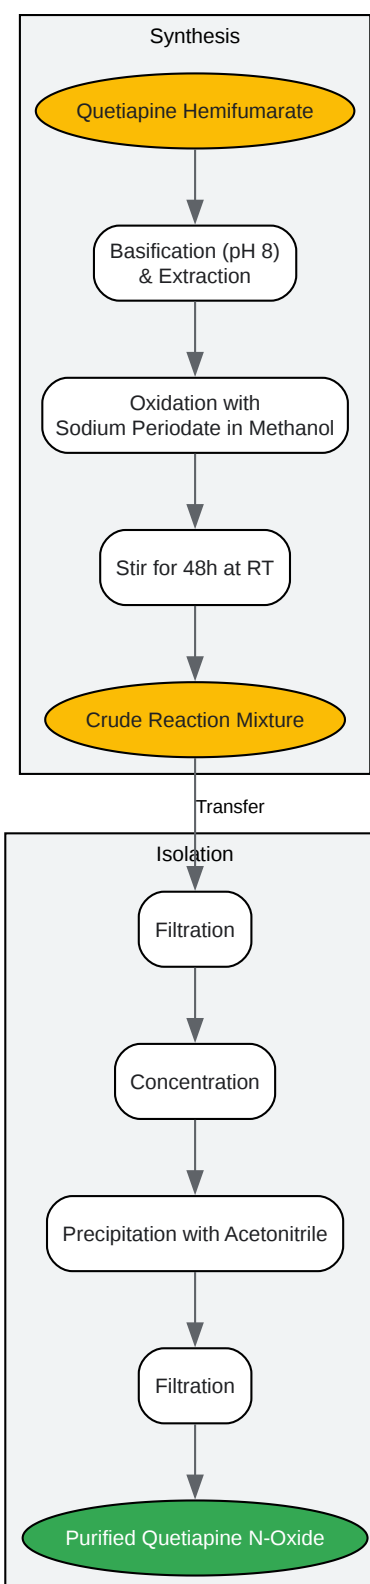 Synthesis
Quetiapine Hemifumarate
Basification (pH 8)
& Extraction
Oxidation with
Sodium Periodate in Methanol
Stir for 48h at RT
Crude Reaction Mixture
Transfer
Isolation
Filtration
Concentration
Precipitation with Acetonitrile
Filtration
Purified Quetiapine N-Oxide